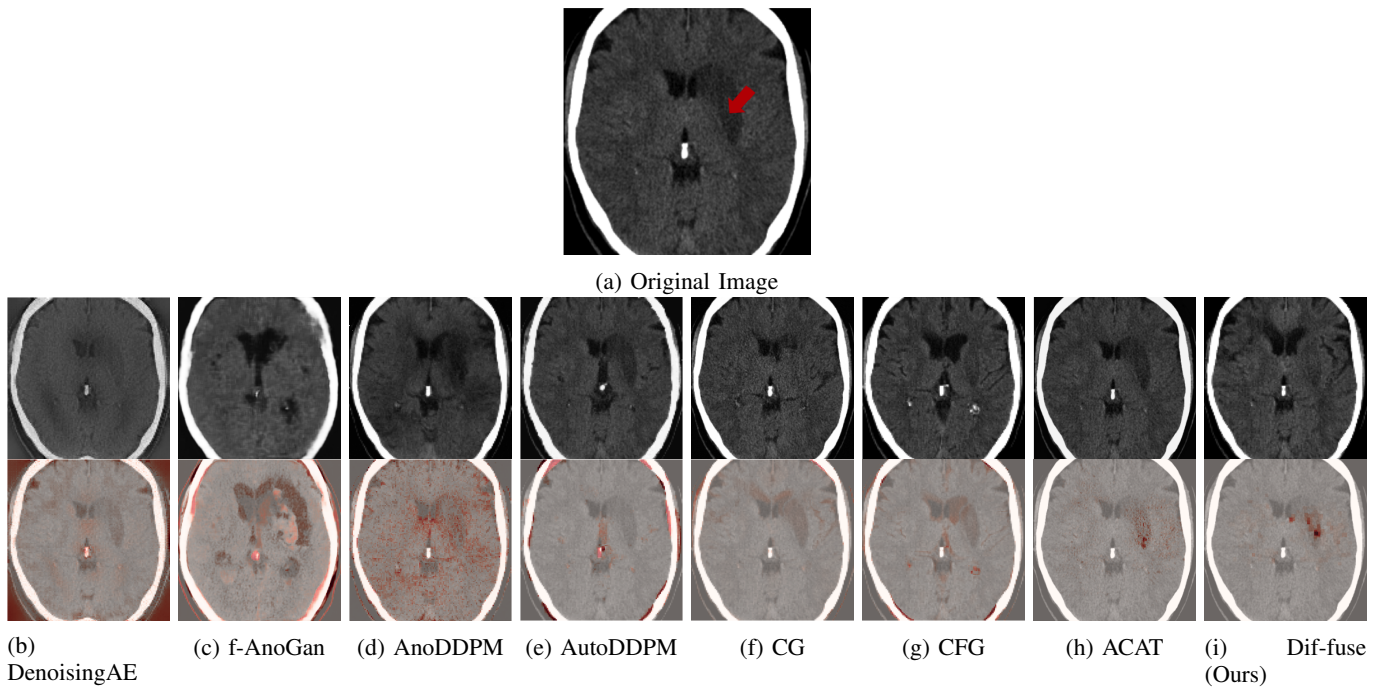 (a) Original Image
(b)
DenoisingAE
(c) f-AnoGan
(d) AnoDDPM
(e) AutoDDPM
(f) CG
(g) CFG
(h) ACAT
(i) Dif-fuse
(Ours)